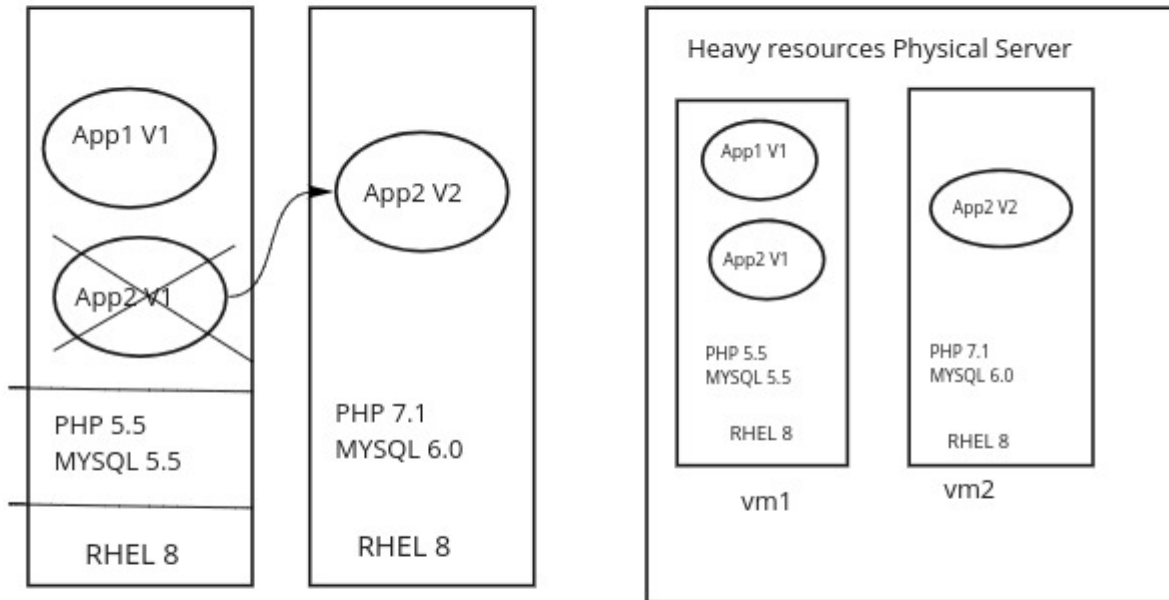 App1 V1
App2 V1
PHP 5.5
MYSQL 5.5
RHEL 8
App2 V2
PHP 7.1
MYSQL 6.0
RHEL 8
Heavy resources Physical Server
App1 V1
App2 V1
PHP 5.5
MYSQL 5.5
RHEL 8
vm1
App2 V2
PHP 7.1
MYSQL 6.0
RHEL 8
vm2